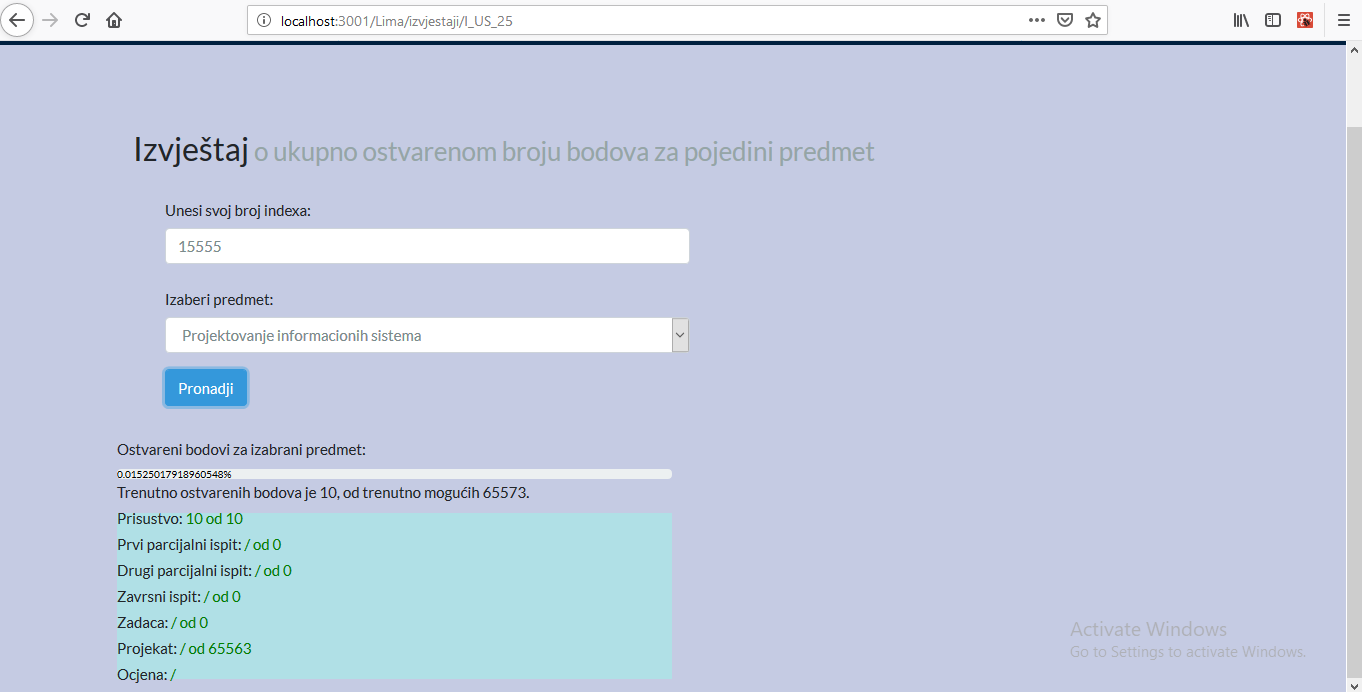 localhost:3001/Lima/izvjestaji/I_US_25
Izvještaj o ukupno ostvarenom broju bodova za pojedini predmet
Unesi svoj broj indexa:
15555
Izaberi predmet:
Projektovanje informacionih sistema
Pronadji
Ostvareni bodovi za izabrani predmet:
0.01525017918960548%
Trenutno ostvarenih bodova je 10, od trenutno mogućih 65573.
Prisustvo: 10 od 10
Prvi parcijalni ispit: / od 0
Drugi parcijalni ispit: / od 0
Zavrsni ispit: / od 0
Zadaca: / od 0
Projekat: / od 65563
Ocjena: /
Activate Windows
Go to Settings to activate Windows.